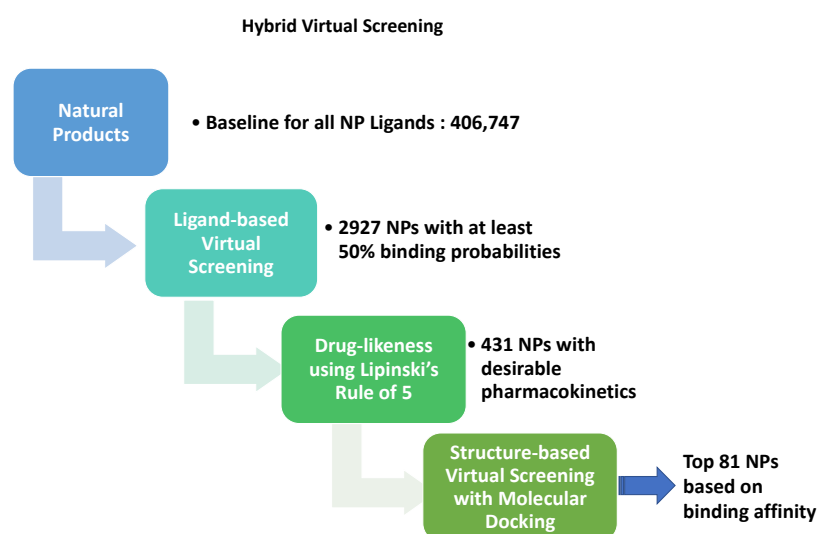 Hybrid Virtual Screening
Natural
Products
• Baseline for all NP Ligands : 406,747
Ligand-based
Virtual
Screening
• 2927 NPs with at least
50% binding probabilities
Drug-likeness
using Lipinski's
Rule of 5
• 431 NPs with
desirable
pharmacokinetics
Structure-based
Virtual Screening
with Molecular
Docking
Top 81 NPs
based on
binding affinity